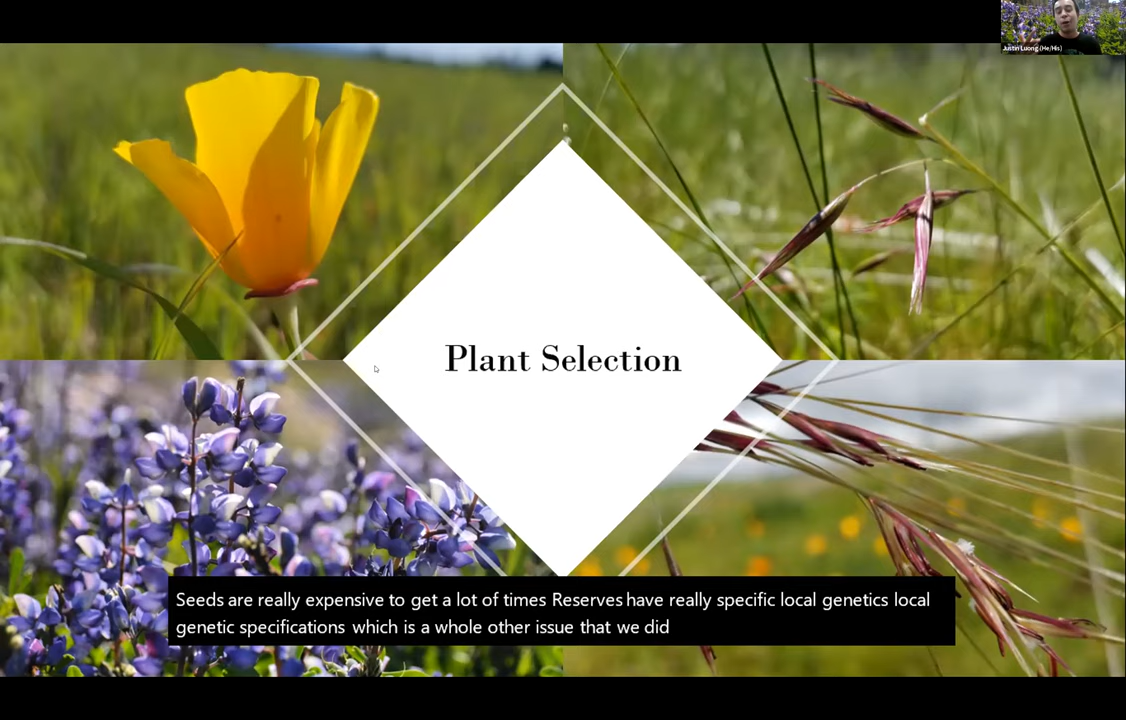 Justin Luong (He/His)
Plant Selection
Seeds are really expensive to get a lot of times Reserves have really specific local genetics local
genetic specifications which is a whole other issue that we did